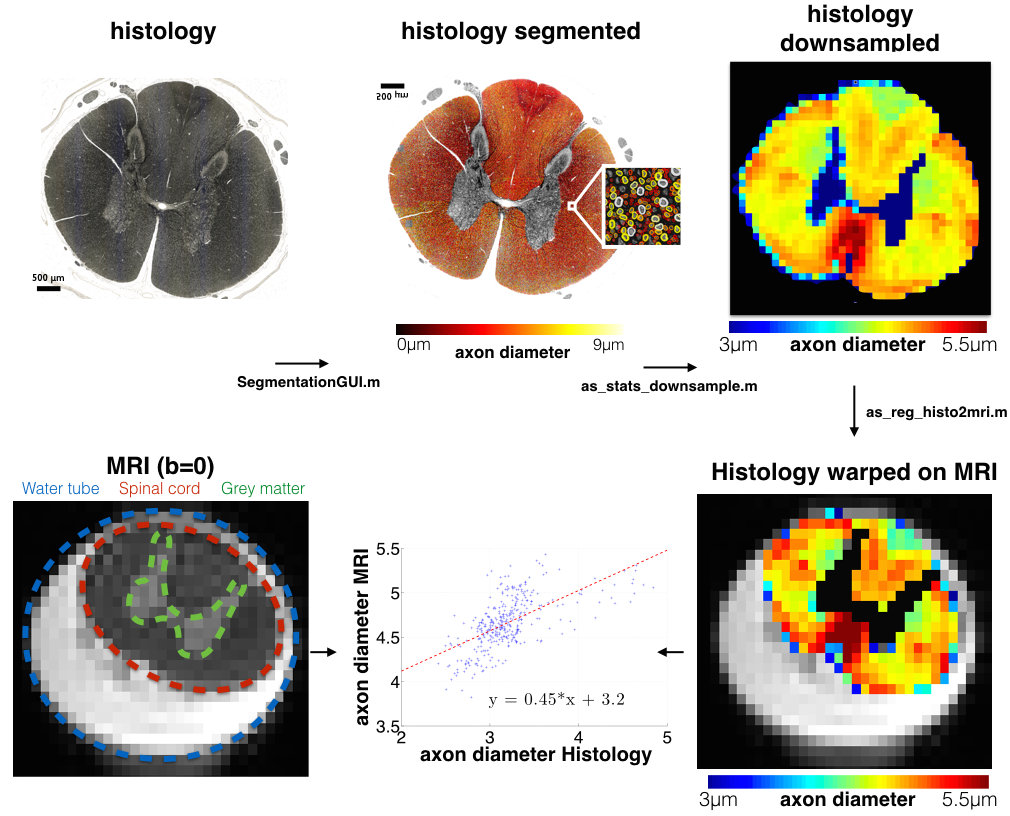 histology
histology segmented
histology
downsampled
200 µm
500 µm
0µm
axon diameter
9µm
3µm
axon diameter
5.5µm
SegmentationGUI.m
as_stats_downsample.m
as_reg_histo2mri.m
MRI (b=0)
Water tube
Spinal cord
Grey matter
Histology warped on MRI
axon diameter MRI
5.5
5
4.5
4
3.5
y = 0.45*x + 3.2
2
3
4
5
axon diameter Histology
3µm
axon diameter
5.5µm